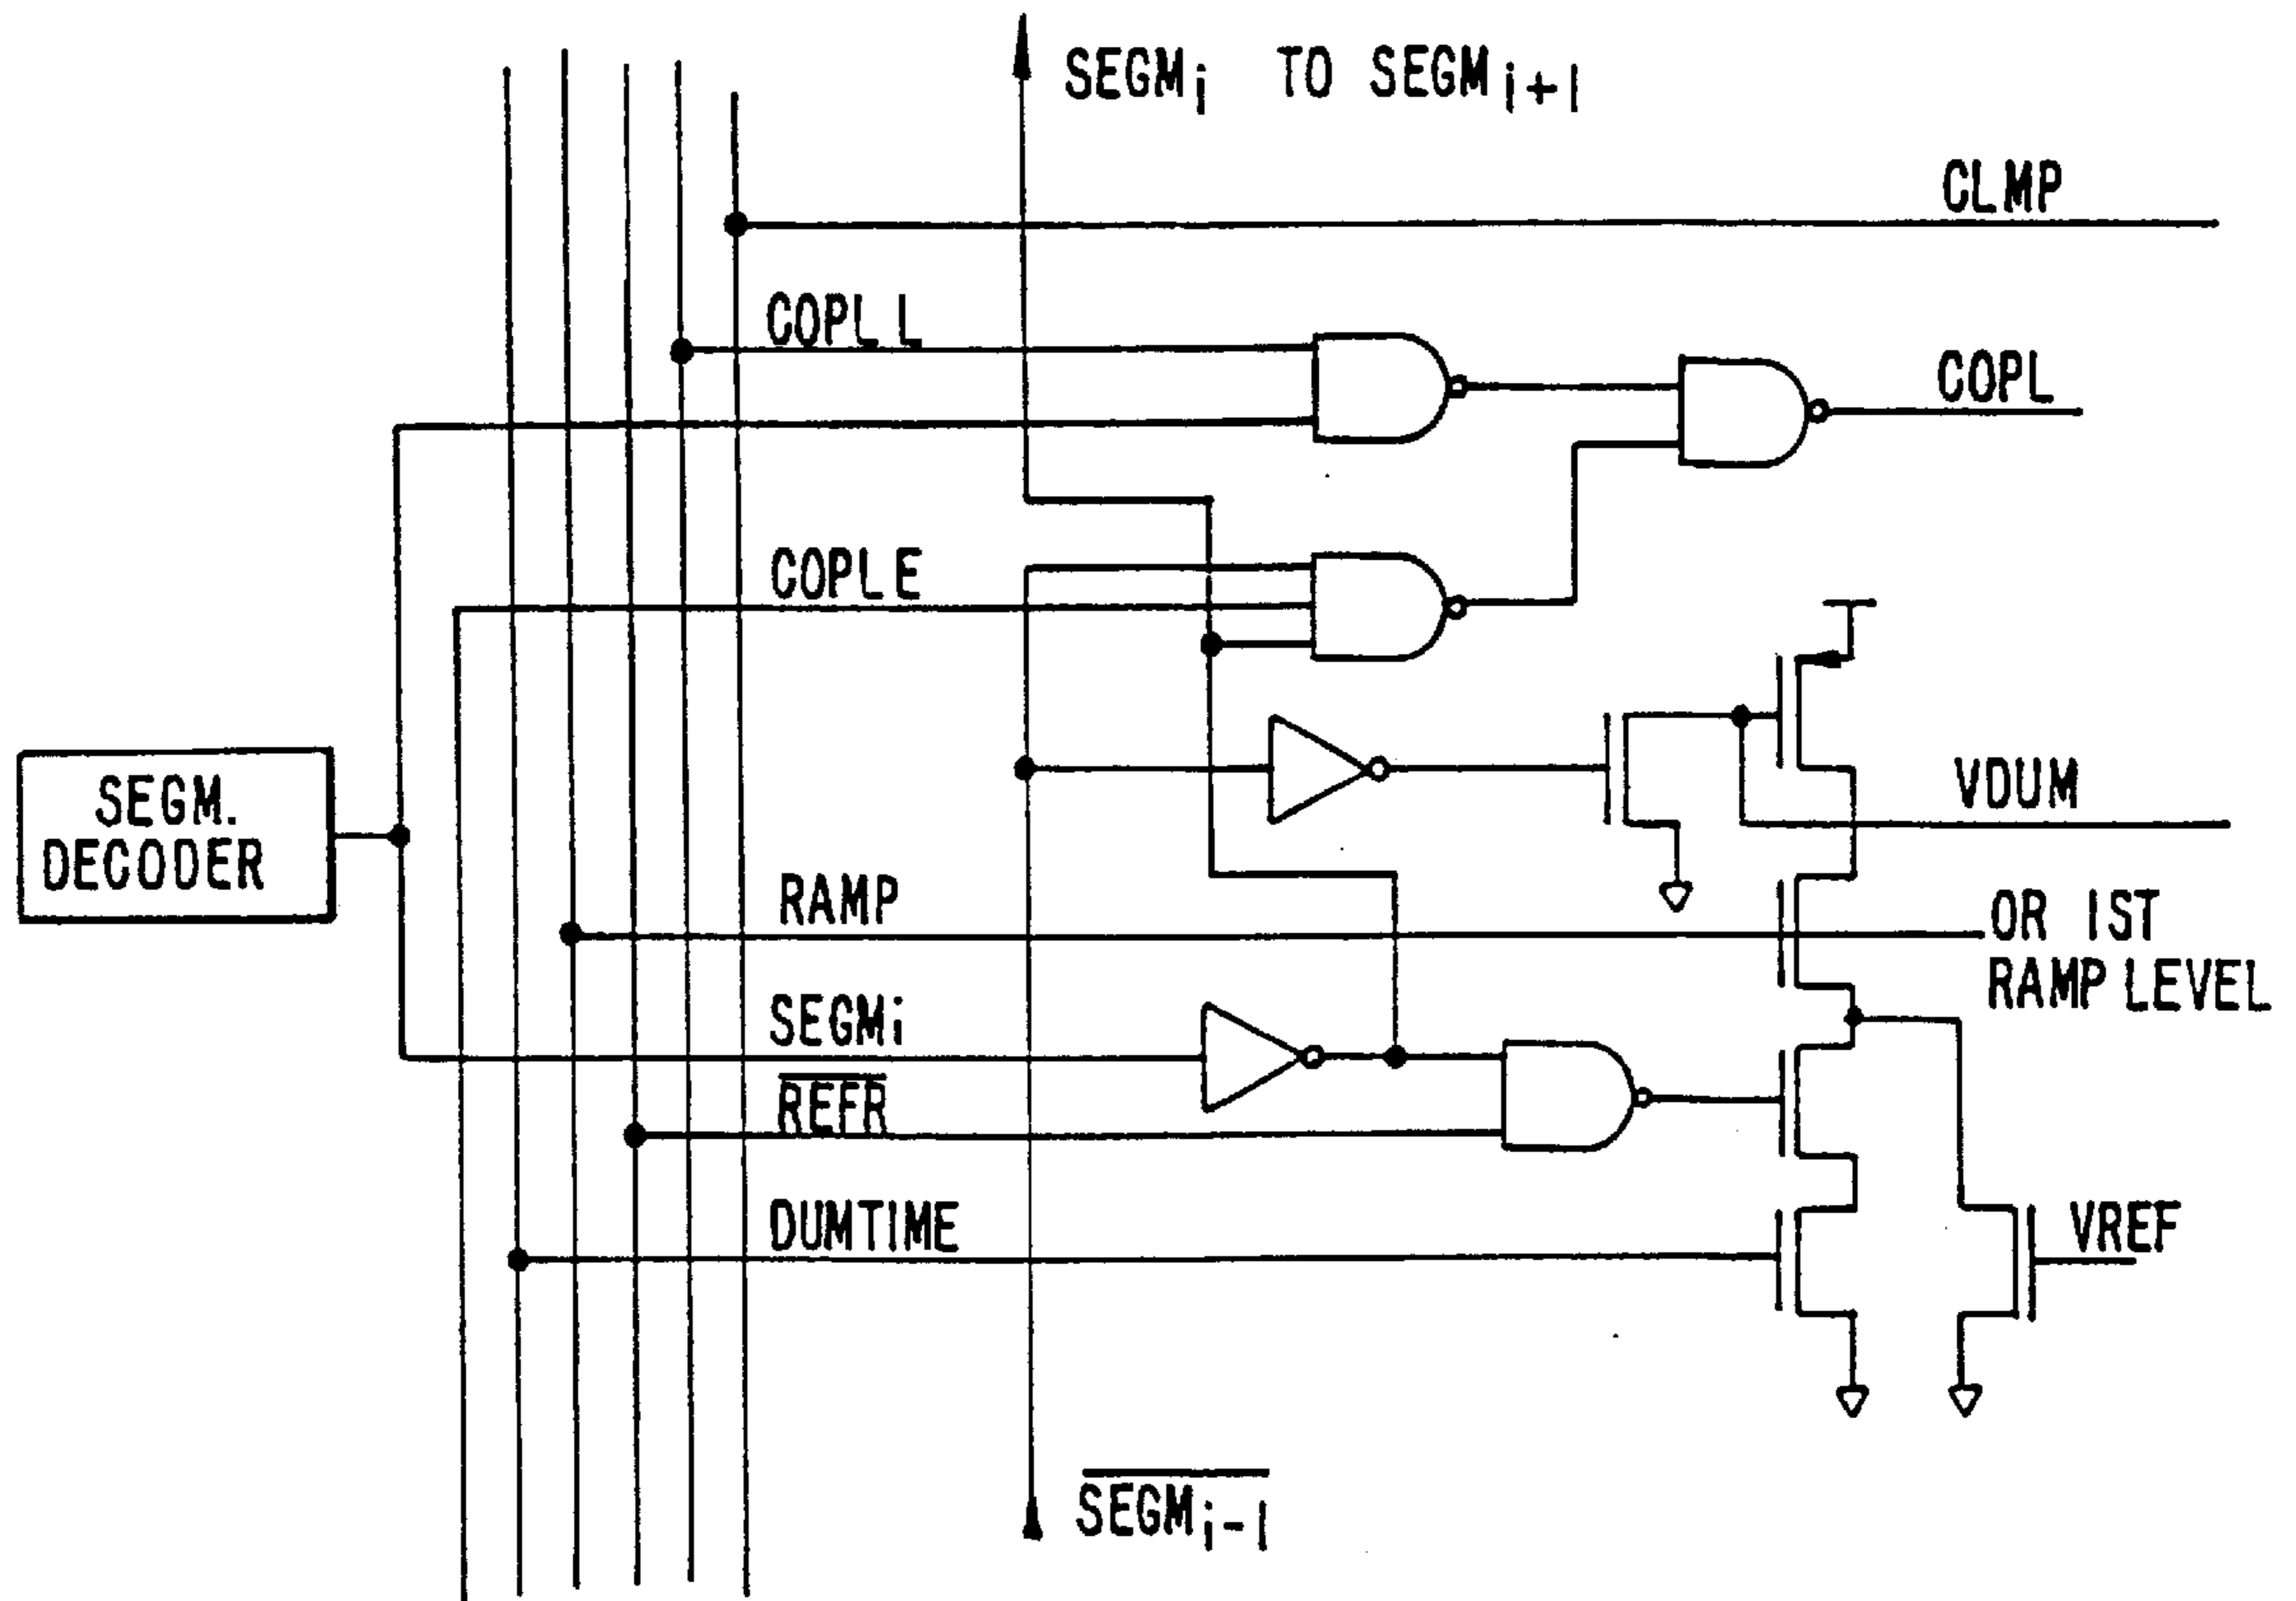 SEGMi TO SEGMi+1
CLMP
COPLL
COPL
COPLE
SEGM.
DECODER
VDUM
RAMP
OR 1ST
RAMP LEVEL
SEGMi
REFR
DUMTIME
VREF
SEGMi-1